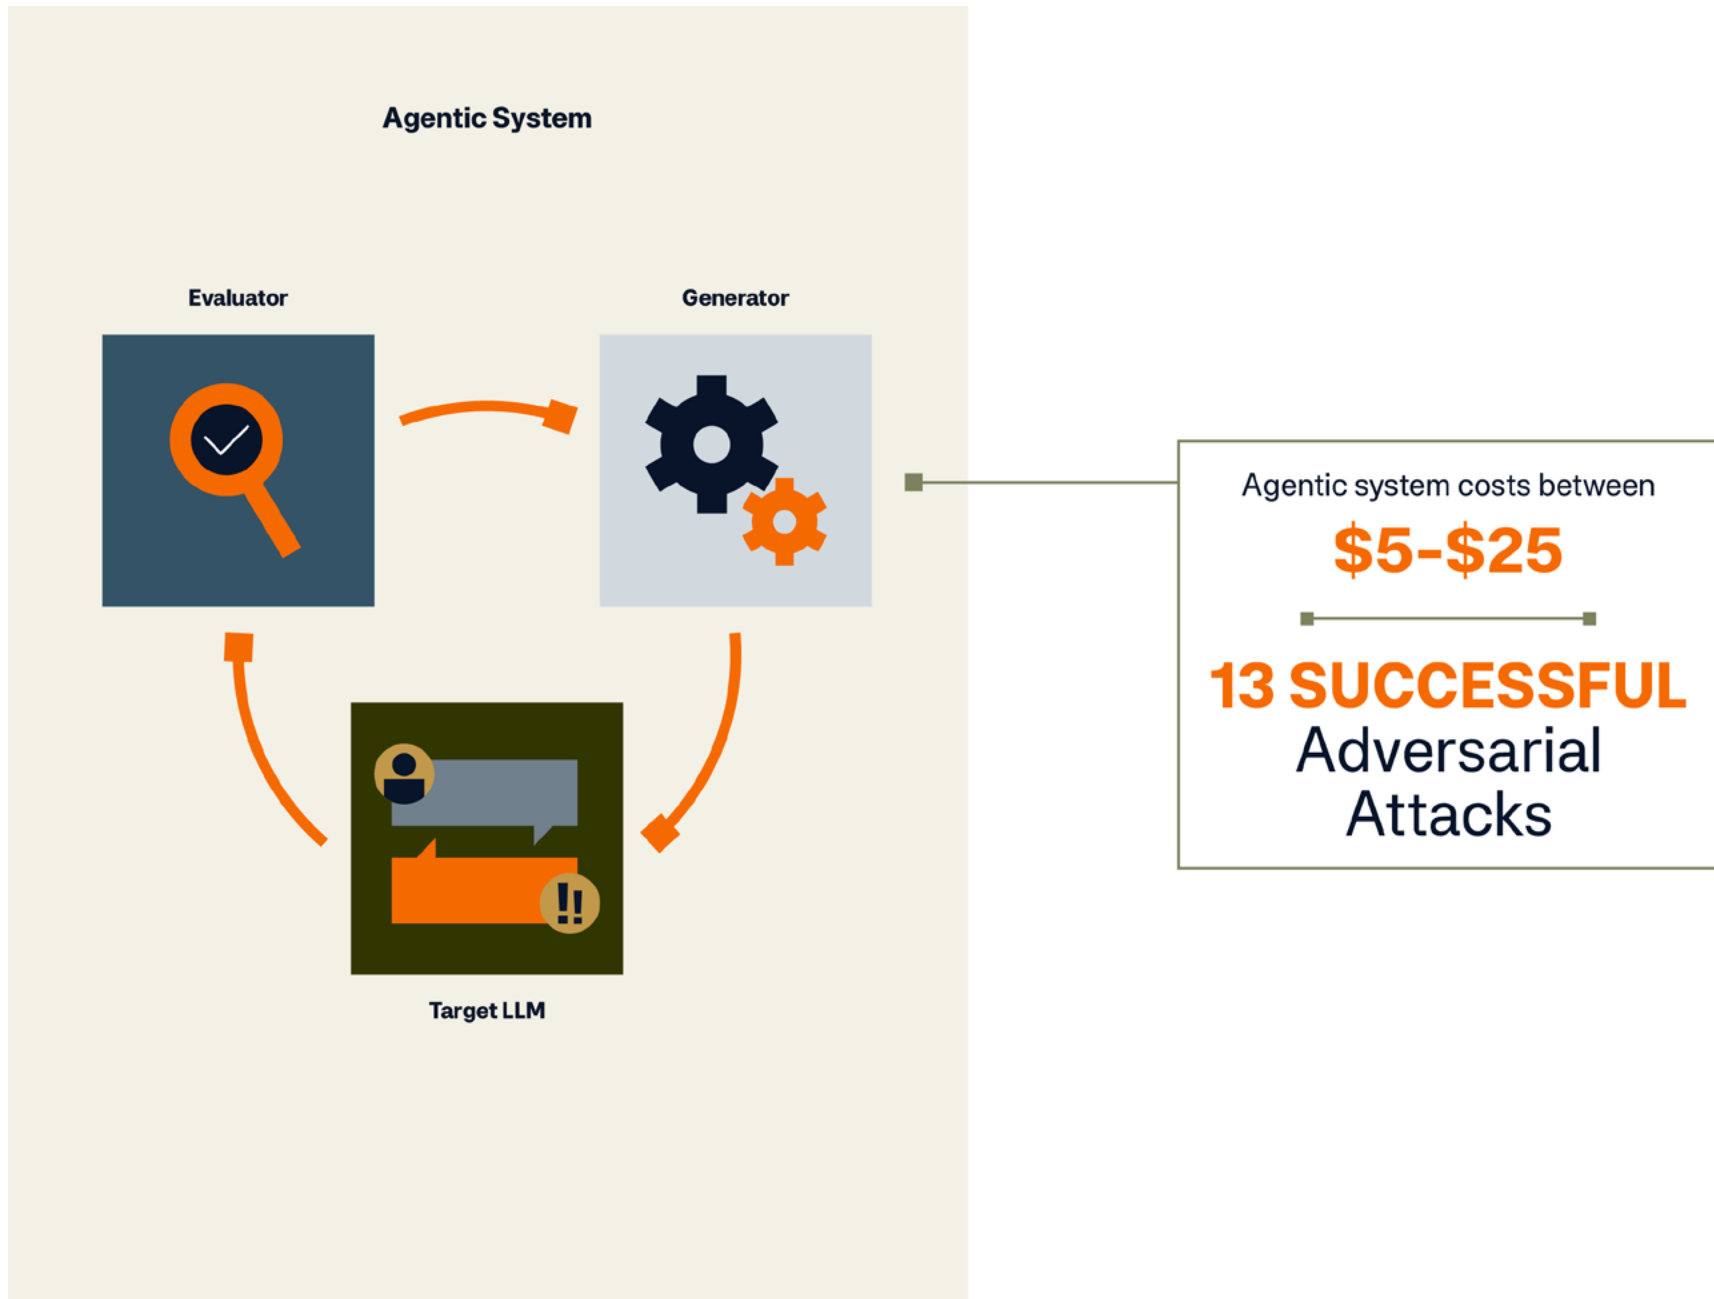 Agentic System
Evaluator
Generator
Target LLM
Agentic system costs between
$5-$25
13 SUCCESSFUL
Adversarial
Attacks